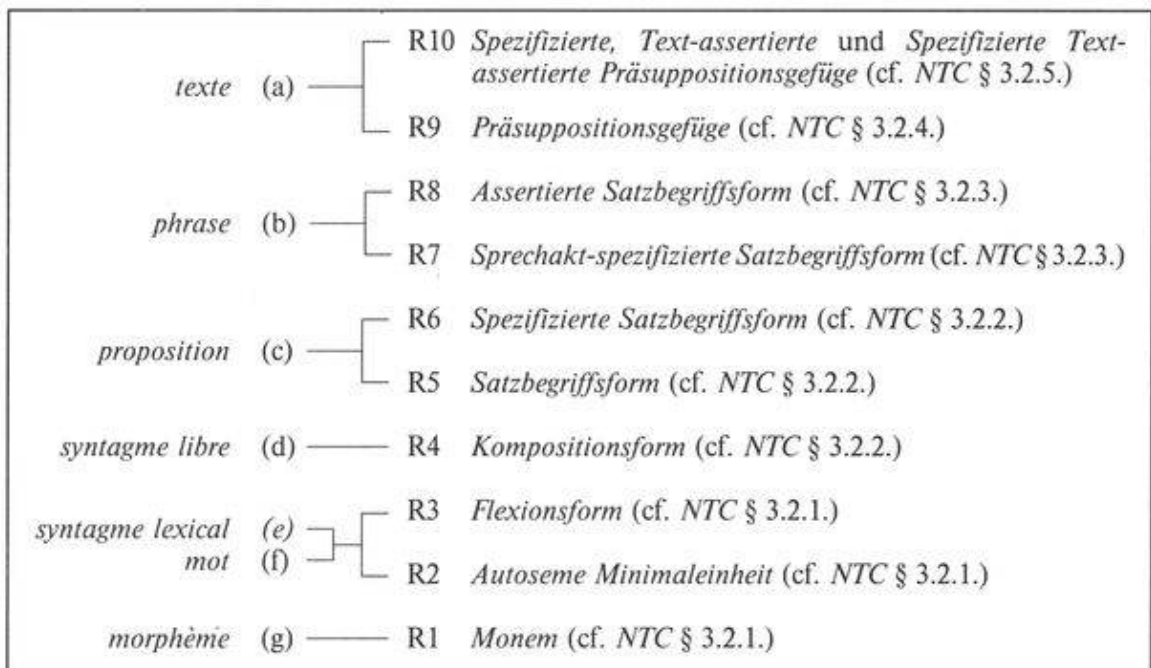 R10 Spezifizierte, Text-assertierte und Spezifizierte Text-
assertierte Präsuppositionsgefüge (cf. NTC § 3.2.5.)
texte (a)
R9 Präsuppositionsgefüge (cf. NTC § 3.2.4.)
R8 Assertierte Satzbegriffsform (cf. NTC § 3.2.3.)
phrase (b)
R7 Sprechakt-spezifizierte Satzbegriffsform (cf. NTC § 3.2.3.)
R6 Spezifizierte Satzbegriffsform (cf. NTC § 3.2.2.)
proposition (c)
R5 Satzbegriffsform (cf. NTC § 3.2.2.)
syntagme libre (d) R4 Kompositionsform (cf. NTC § 3.2.2.)
R3 Flexionsform (cf. NTC § 3.2.1.)
syntagme lexical (e)
mot (f)
R2 Autoseme Minimaleinheit (cf. NTC § 3.2.1.)
morphème (g) R1 Monem (cf. NTC § 3.2.1.)